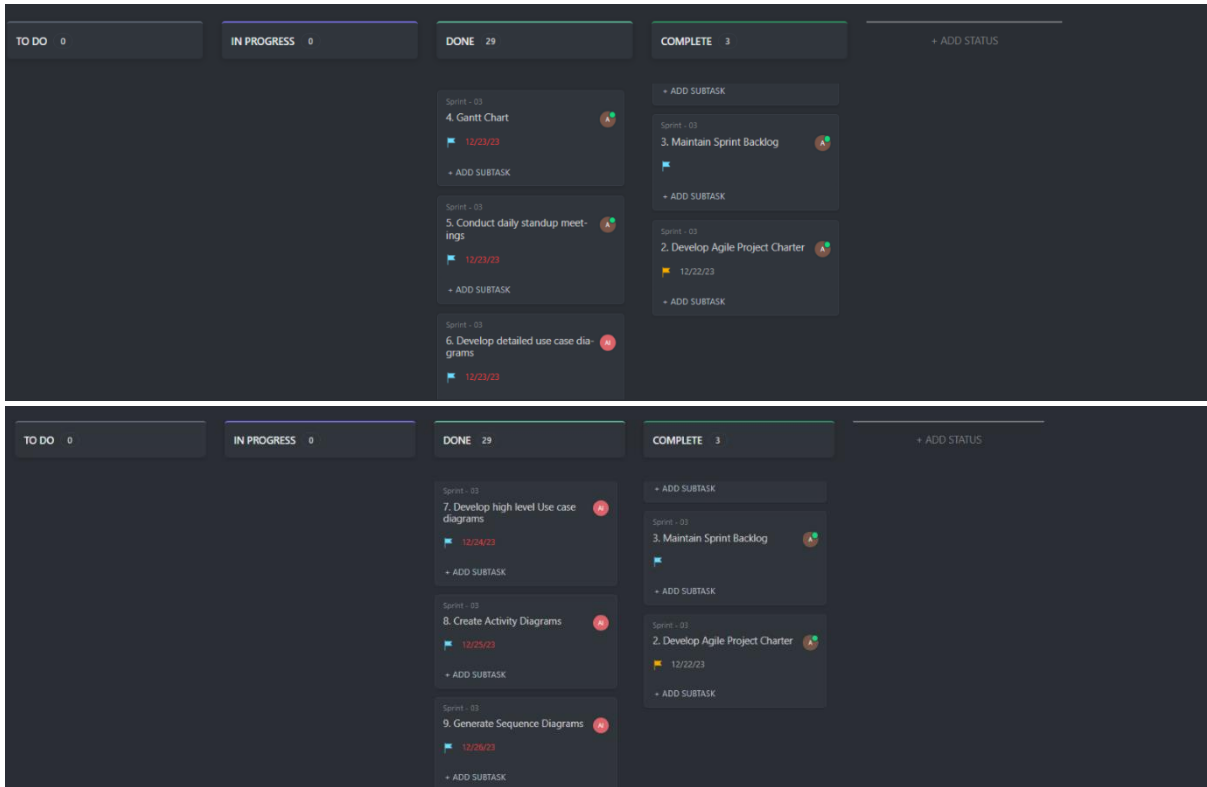 TO DO 0
IN PROGRESS 0
DONE 29
COMPLETE 3
+ ADD STATUS
Sprint - 03
4. Gantt Chart
A
12/23/23
+ ADD SUBTASK
Sprint - 03
5. Conduct daily standup meet-
ings
A
12/23/23
+ ADD SUBTASK
Sprint - 03
6. Develop detailed use case dia-
grams
AI
12/23/23
+ ADD SUBTASK
Sprint - 03
3. Maintain Sprint Backlog
A
+ ADD SUBTASK
Sprint - 03
2. Develop Agile Project Charter
A
12/22/23
+ ADD SUBTASK
TO DO 0
IN PROGRESS 0
DONE 29
COMPLETE 3
+ ADD STATUS
Sprint - 03
7. Develop high level Use case
diagrams
AI
12/24/23
+ ADD SUBTASK
Sprint - 03
8. Create Activity Diagrams
AI
12/25/23
+ ADD SUBTASK
Sprint - 03
9. Generate Sequence Diagrams
AI
12/26/23
+ ADD SUBTASK
+ ADD SUBTASK
Sprint - 03
3. Maintain Sprint Backlog
A
+ ADD SUBTASK
Sprint - 03
2. Develop Agile Project Charter
A
12/22/23
+ ADD SUBTASK